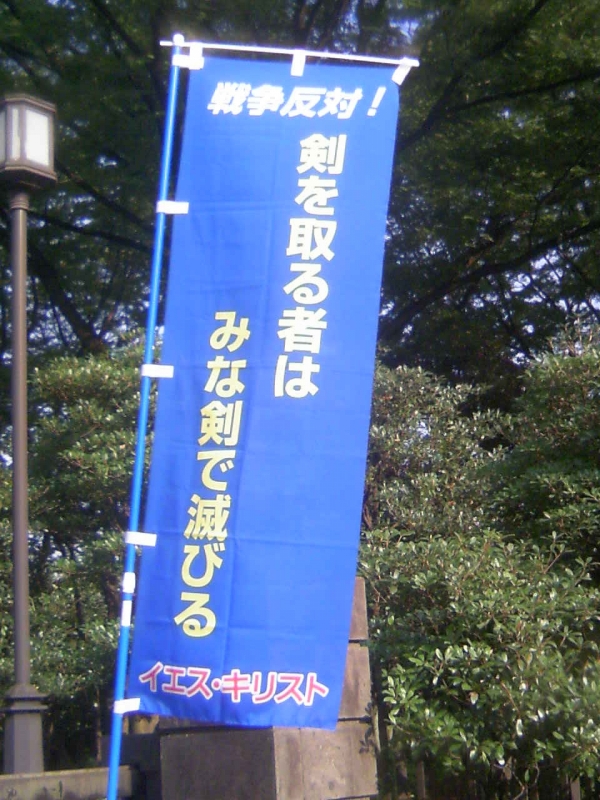 戦争反対！
剣を取る者は
みな剣で滅びる
イエス・キリスト